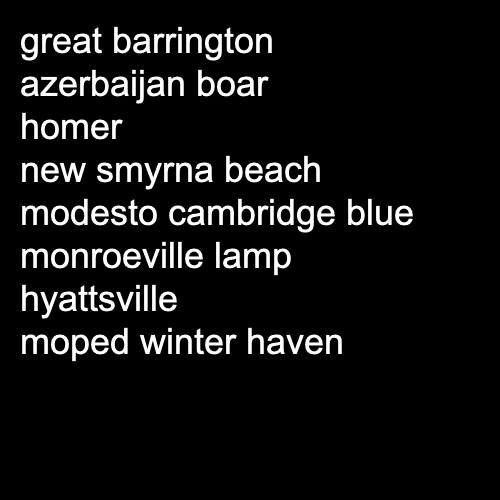 great barrington
azerbaijan boar
homer
new smyrna beach
modesto cambridge blue
monroeville lamp
hyattsville
moped winter haven